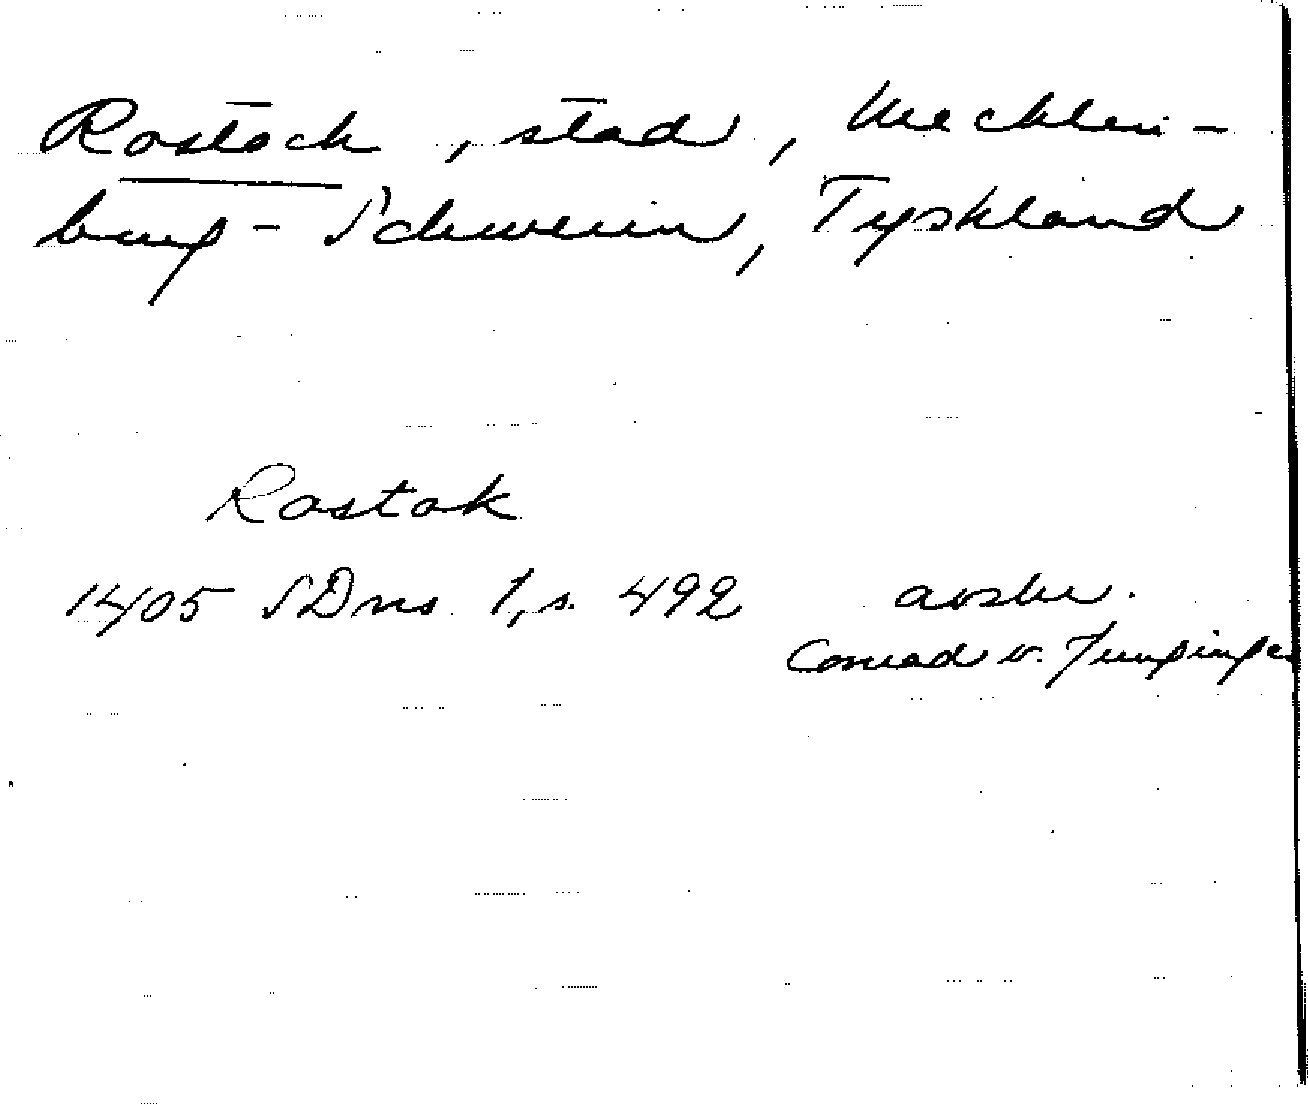 Rostock, stad, Mecklen-
burg-Schwerin, Tyskland
Rostok
1405 SDns 1, s. 492 avskr.
Conrad v. Jungingen